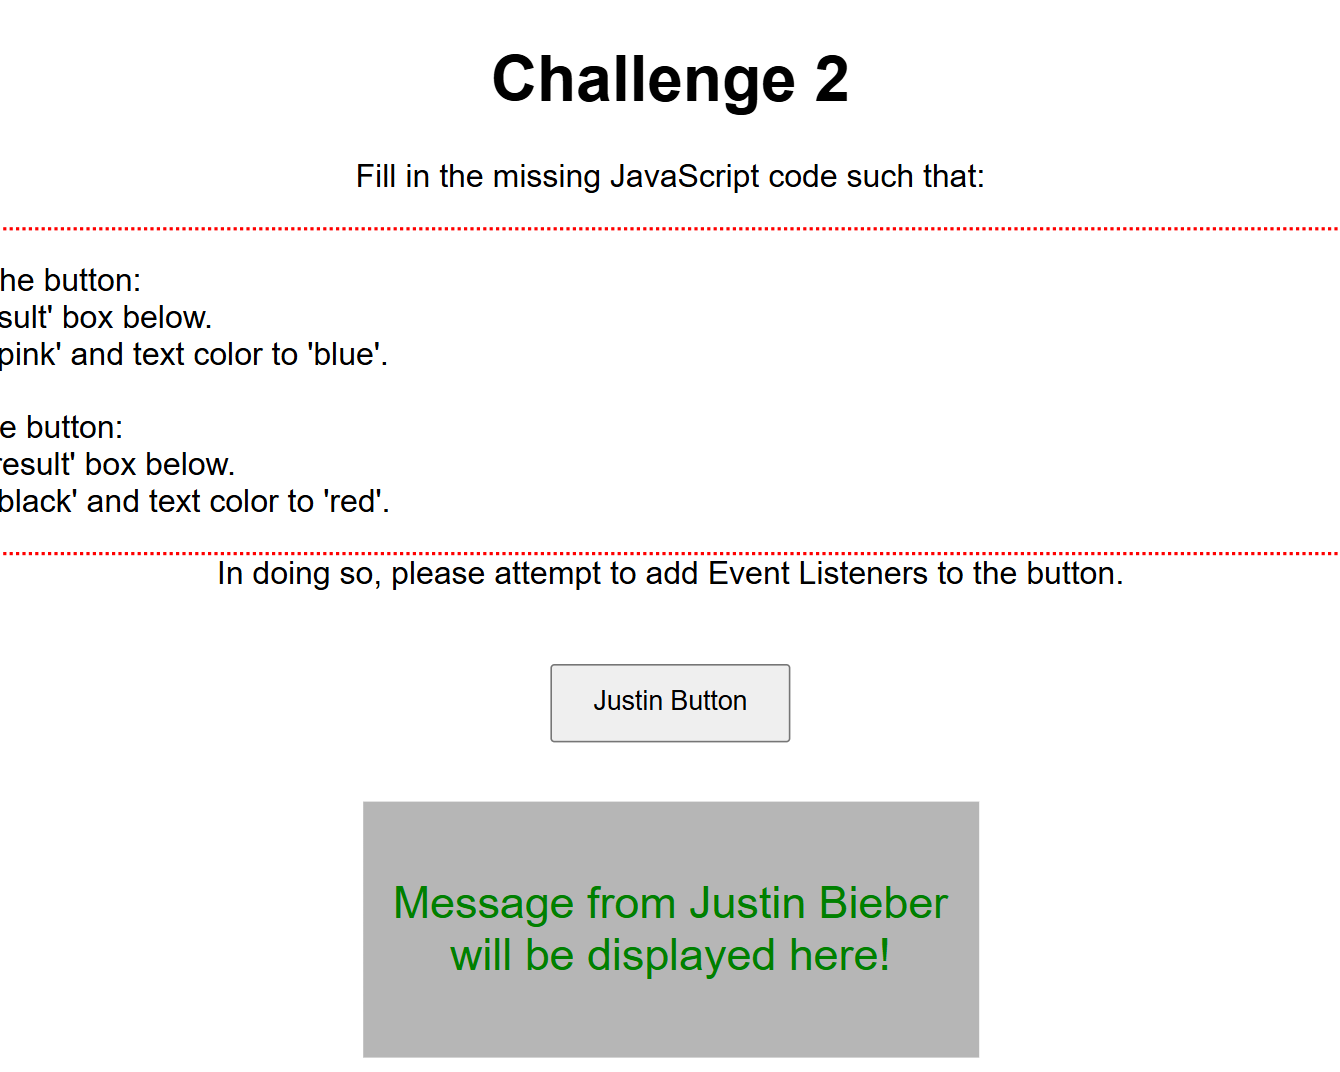 Challenge 2
Fill in the missing JavaScript code such that:
he button:
sult' box below.
pink' and text color to 'blue'.
e button:
result' box below.
black' and text color to 'red'.
In doing so, please attempt to add Event Listeners to the button.
Justin Button
Message from Justin Bieber
will be displayed here!